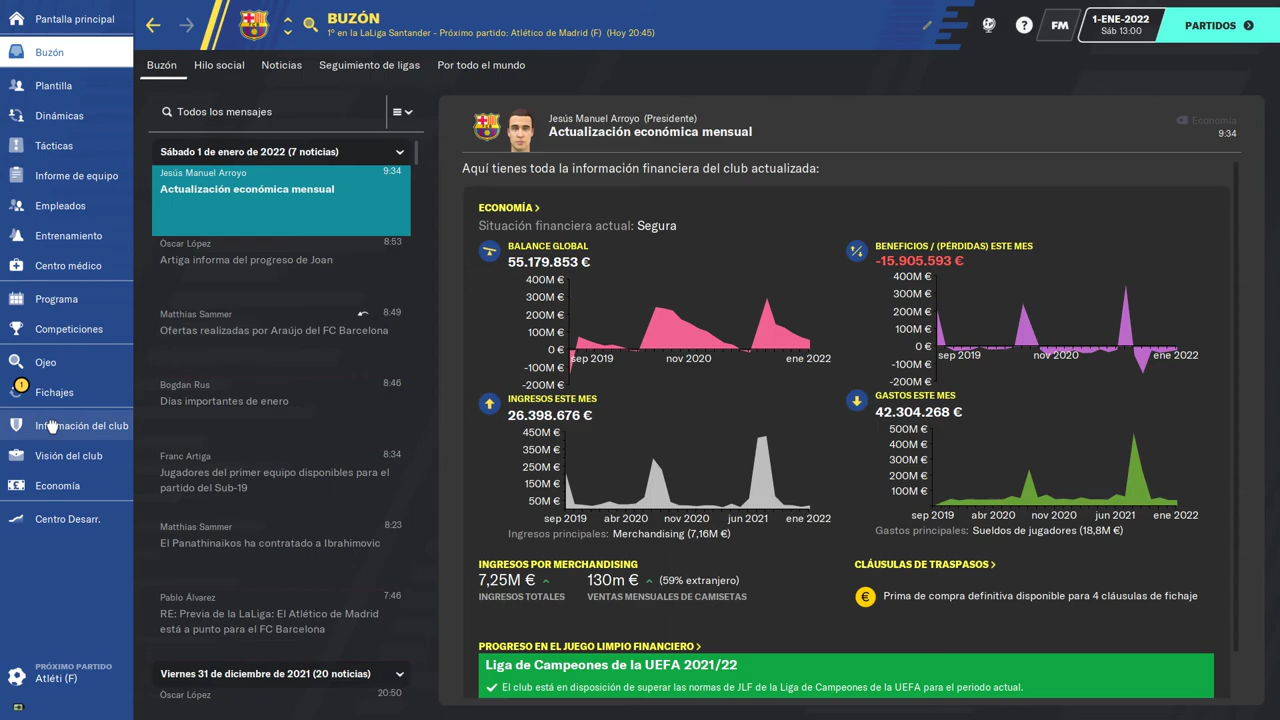 Pantalla principal
Buzón
Plantilla
Dinámicas
Tácticas
Informe de equipo
Empleados
Entrenamiento
Centro médico
Programa
Competiciones
Ojeo
1
Fichajes
Información del club
Visión del club
Economía
Centro Desarr.
PRÓXIMO PARTIDO
Atléti (F)
BUZÓN
1º en la LaLiga Santander - Próximo partido: Atlético de Madrid (F) (Hoy 20:45)
?
FM
1-ENE-2022
Sáb 13:00
PARTIDOS
Buzón
Hilo social
Noticias
Seguimiento de ligas
Por todo el mundo
Todos los mensajes
Sábado 1 de enero de 2022 (7 noticias)
Jesús Manuel Arroyo 9:34
Actualización económica mensual
Òscar López 8:53
Artiga informa del progreso de Joan
Matthias Sammer 8:49
Ofertas realizadas por Araújo del FC Barcelona
Bogdan Rus 8:46
Días importantes de enero
Franc Artiga 8:34
Jugadores del primer equipo disponibles para el
partido del Sub-19
Matthias Sammer 8:23
El Panathinaikos ha contratado a Ibrahimovic
Pablo Álvarez 7:46
RE: Previa de la LaLiga: El Atlético de Madrid
está a punto para el FC Barcelona
Viernes 31 de diciembre de 2021 (20 noticias)
Òscar López 20:50
Jesús Manuel Arroyo (Presidente)
Actualización económica mensual
Economía
9:34
Aquí tienes toda la información financiera del club actualizada:
ECONOMÍA
Situación financiera actual: Segura
BALANCE GLOBAL
55.179.853 €
400M €
300M €
200M €
100M €
0 €
-100M €
-200M €
sep 2019 nov 2020 ene 2022
BENEFICIOS / (PÉRDIDAS) ESTE MES
-15.905.593 €
400M €
300M €
200M €
100M €
0 €
-100M €
-200M €
sep 2019 nov 2020 ene 2022
INGRESOS ESTE MES
26.398.676 €
450M €
350M €
250M €
150M €
50M €
sep 2019 abr 2020 nov 2020 jun 2021 ene 2022
Ingresos principales: Merchandising (7,16M €)
GASTOS ESTE MES
42.304.268 €
500M €
400M €
300M €
200M €
100M €
sep 2019 abr 2020 nov 2020 jun 2021 ene 2022
Gastos principales: Sueldos de jugadores (18,8M €)
INGRESOS POR MERCHANDISING
7,25M € 130m € (59% extranjero)
INGRESOS TOTALES VENTAS MENSUALES DE CAMISETAS
CLÁUSULAS DE TRASPASOS
€ Prima de compra definitiva disponible para 4 cláusulas de fichaje
PROGRESO EN EL JUEGO LIMPIO FINANCIERO
Liga de Campeones de la UEFA 2021/22
El club está en disposición de superar las normas de JLF de la Liga de Campeones de la UEFA para el periodo actual.